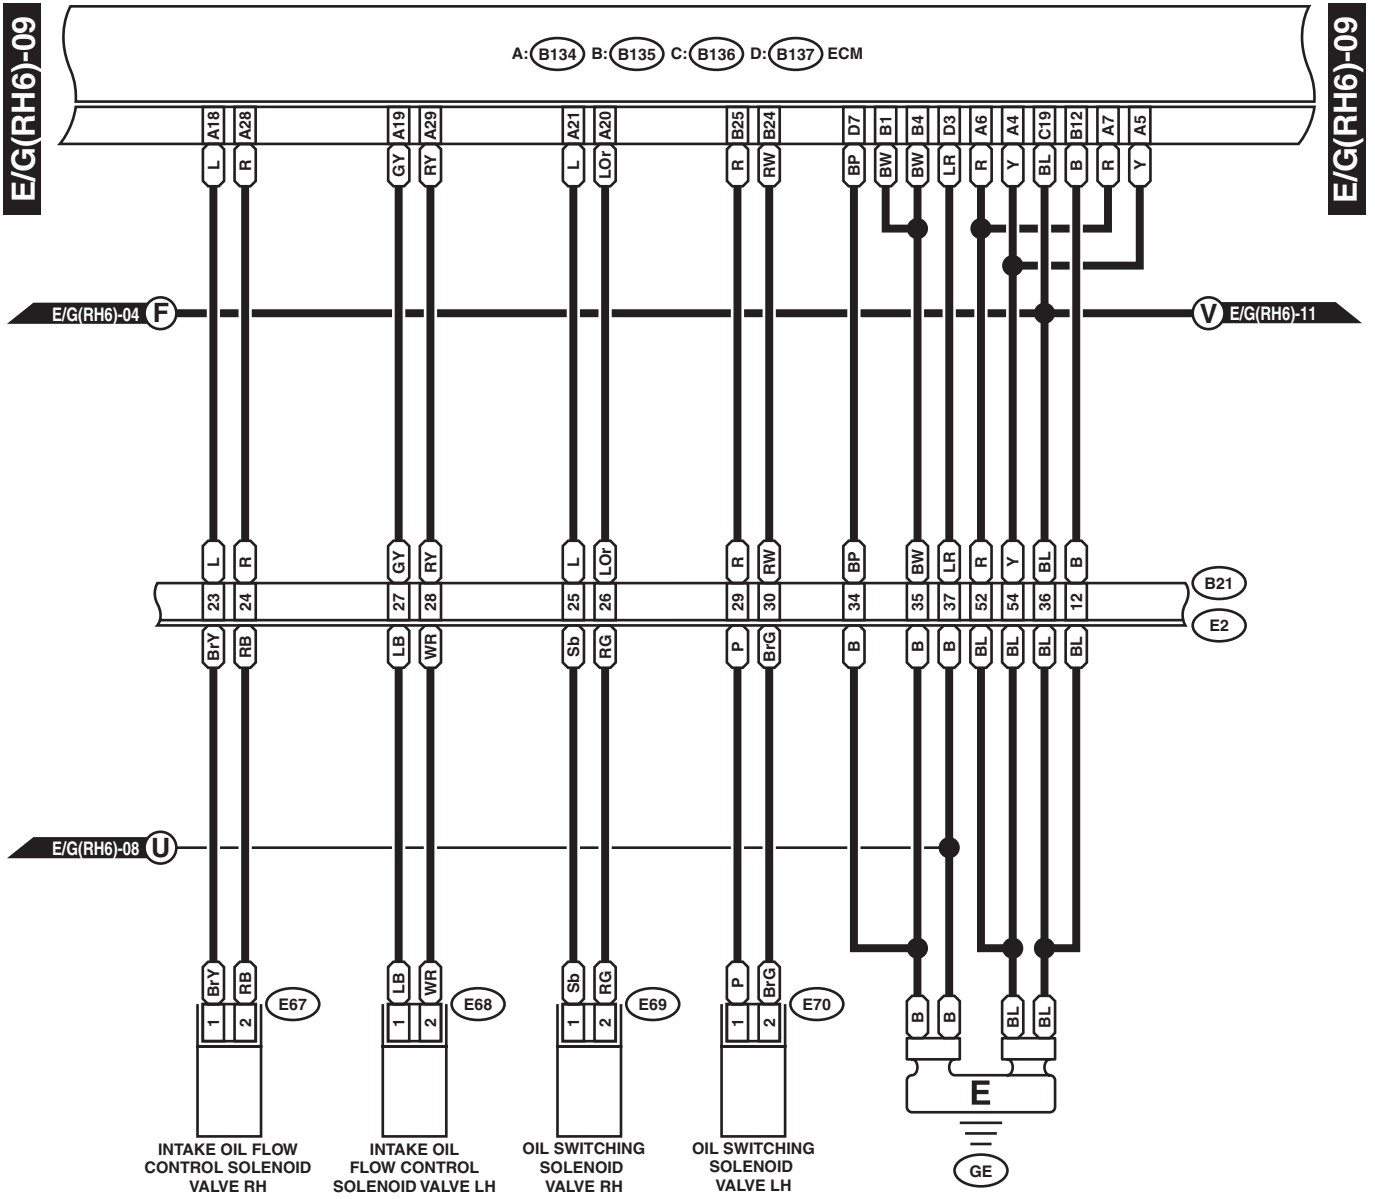 E/G(RH6)-09
E/G(RH6)-09
A: B134 B: B135 C: B136 D: B137 ECM
A18 A28 A19 A29 A21 A20 B25 B24 D7 B1 B4 D3 A6 A4 C19 B12 A7 A5
L R GY RY L LOr R RW BP BW BW LR R Y BL B R Y
E/G(RH6)-04 F V E/G(RH6)-11
L R GY RY L LOr R RW BP BW LR R Y BL B
23 24 27 28 25 26 29 30 34 35 37 52 54 36 12
B21
E2
BrY RB LB WR Sb RG P BrG B B B BL BL BL BL
E/G(RH6)-08 U
BrY RB LB WR Sb RG P BrG
E67 E68 E69 E70
1 2 1 2 1 2 1 2
B B BL BL
E
GE
INTAKE OIL FLOW
CONTROL SOLENOID
VALVE RH
INTAKE OIL
FLOW CONTROL
SOLENOID VALVE LH
OIL SWITCHING
SOLENOID
VALVE RH
OIL SWITCHING
SOLENOID
VALVE LH